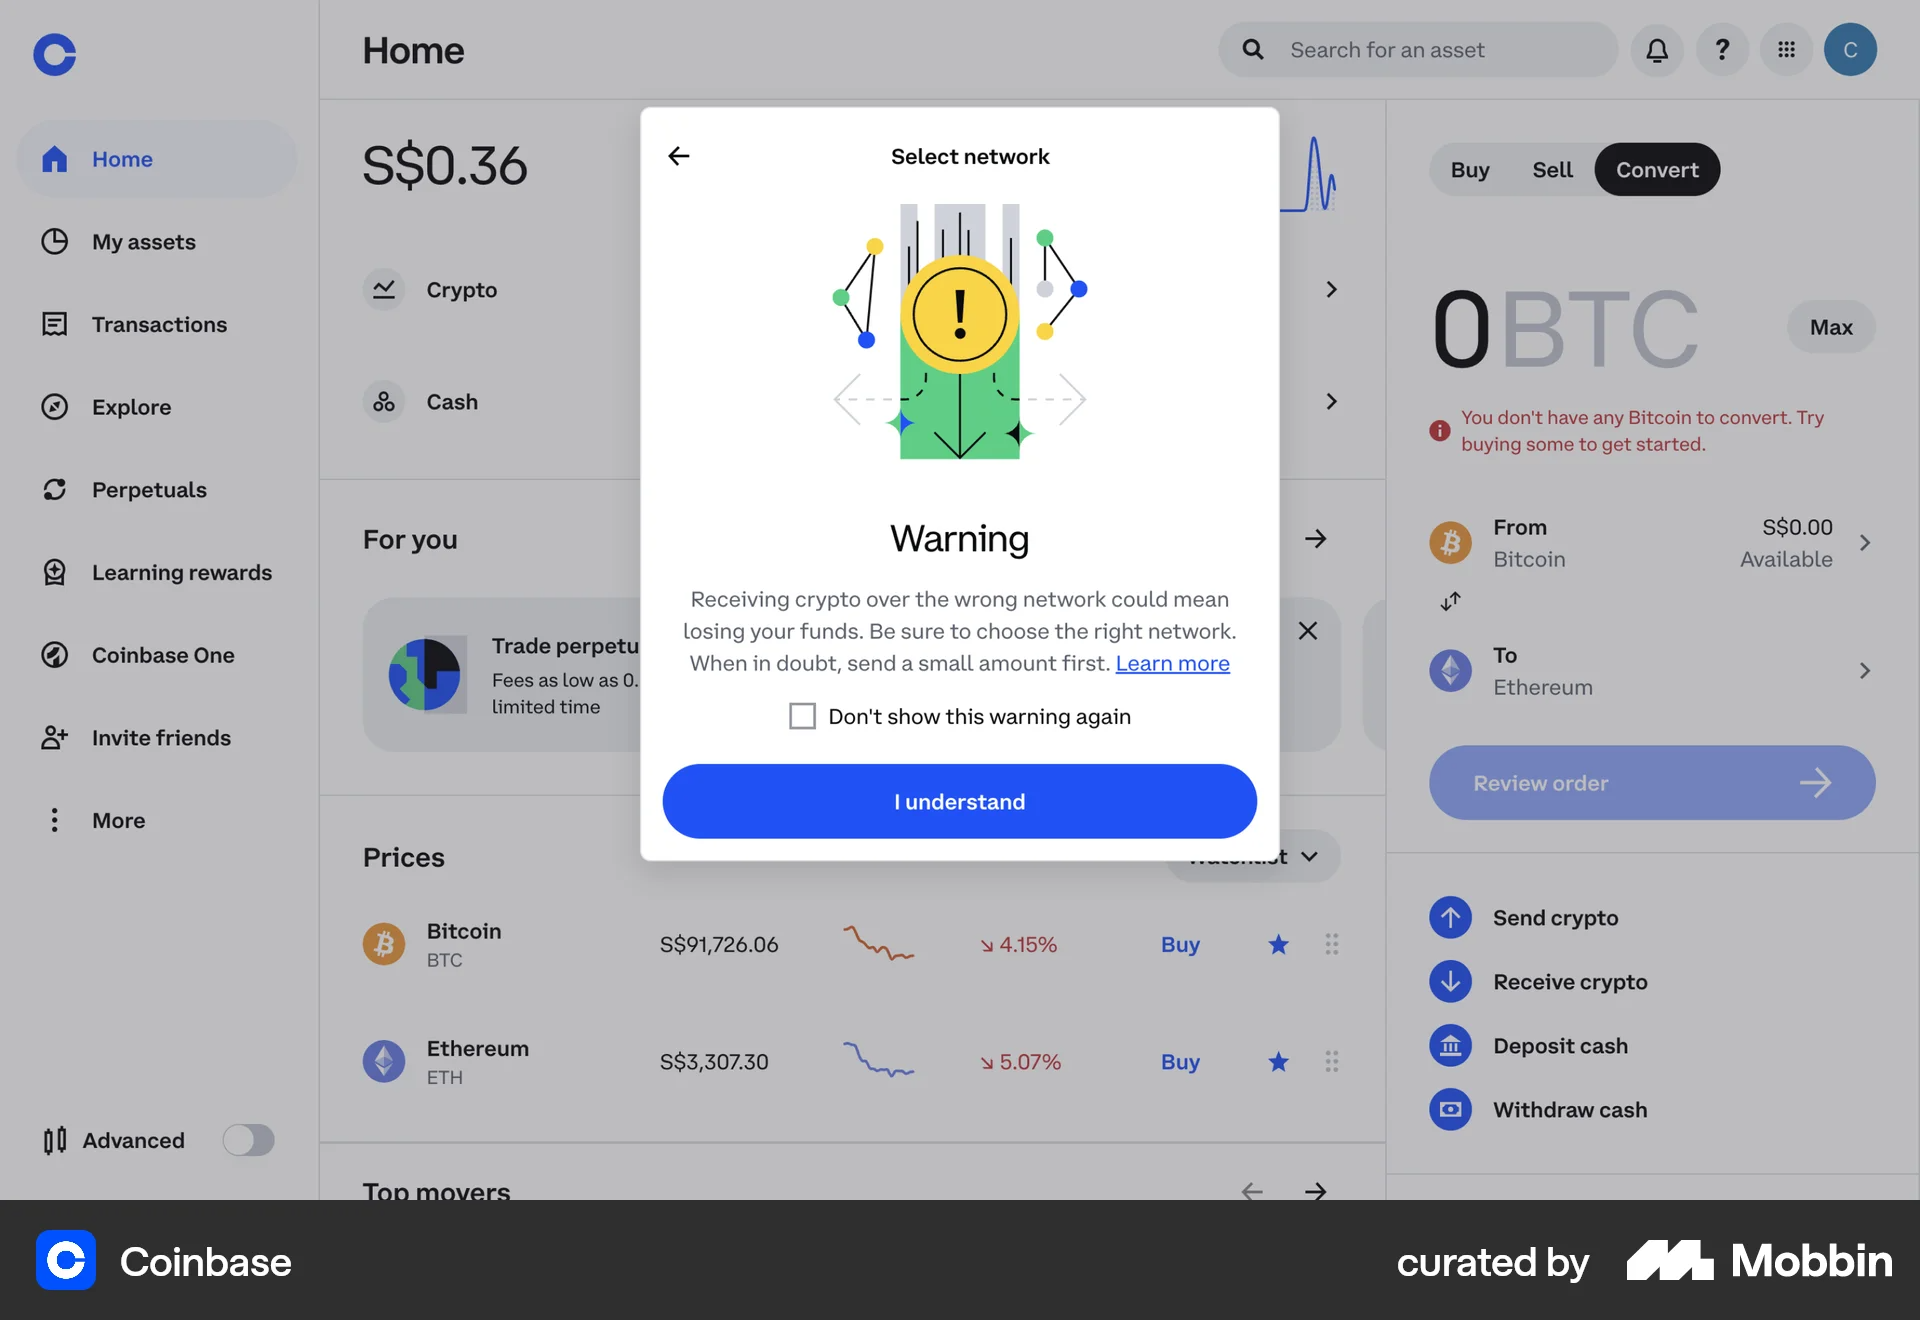 Home
Search for an asset
C
Home
My assets
Transactions
Explore
Perpetuals
Learning rewards
Coinbase One
Invite friends
More
Advanced
S$0.36
Crypto
Cash
For you
Trade perpetu
Fees as low as 0.
limited time
Prices
Watchlist
Bitcoin
BTC
S$91,726.06
4.15%
Buy
Ethereum
ETH
S$3,307.30
5.07%
Buy
Top movers
Select network
!
Warning
Receiving crypto over the wrong network could mean
losing your funds. Be sure to choose the right network.
When in doubt, send a small amount first. Learn more
Don't show this warning again
I understand
Buy Sell Convert
0BTC
Max
You don't have any Bitcoin to convert. Try
buying some to get started.
From
Bitcoin
S$0.00
Available
To
Ethereum
Review order
Send crypto
Receive crypto
Deposit cash
Withdraw cash
Coinbase
curated by
Mobbin